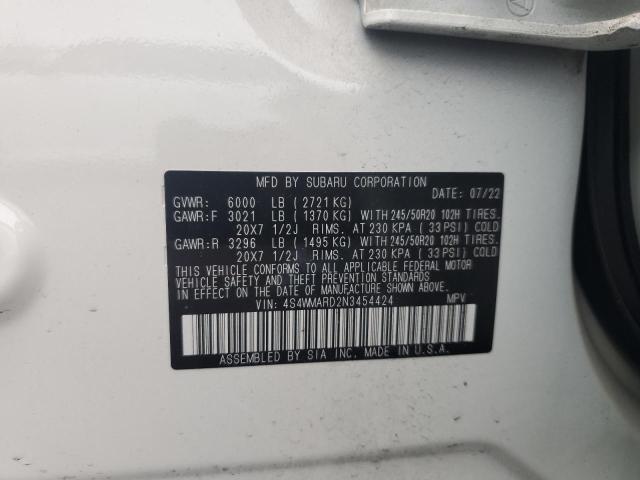 MFD BY SUBARU CORPORATION
DATE: 07/22
GVWR: 6000 LB ( 2721 KG)
GAWR:F 3021 LB ( 1370 KG) WITH 245/50R20 102H TIRES.
20X7 1/2J RIMS. AT 230 KPA ( 33 PSI) COLD
GAWR:R 3296 LB ( 1495 KG) WITH 245/50R20 102H TIRES.
20X7 1/2J RIMS. AT 230 KPA ( 33 PSI) COLD
THIS VEHICLE CONFORMS TO ALL APPLICABLE FEDERAL MOTOR
VEHICLE SAFETY AND THEFT PREVENTION STANDARDS
IN EFFECT ON THE DATE OF MANUFACTURE SHOWN ABOVE.
VIN: 4S4WMARD2N3454424 MPV
ASSEMBLED BY SIA INC, MADE IN U.S.A.